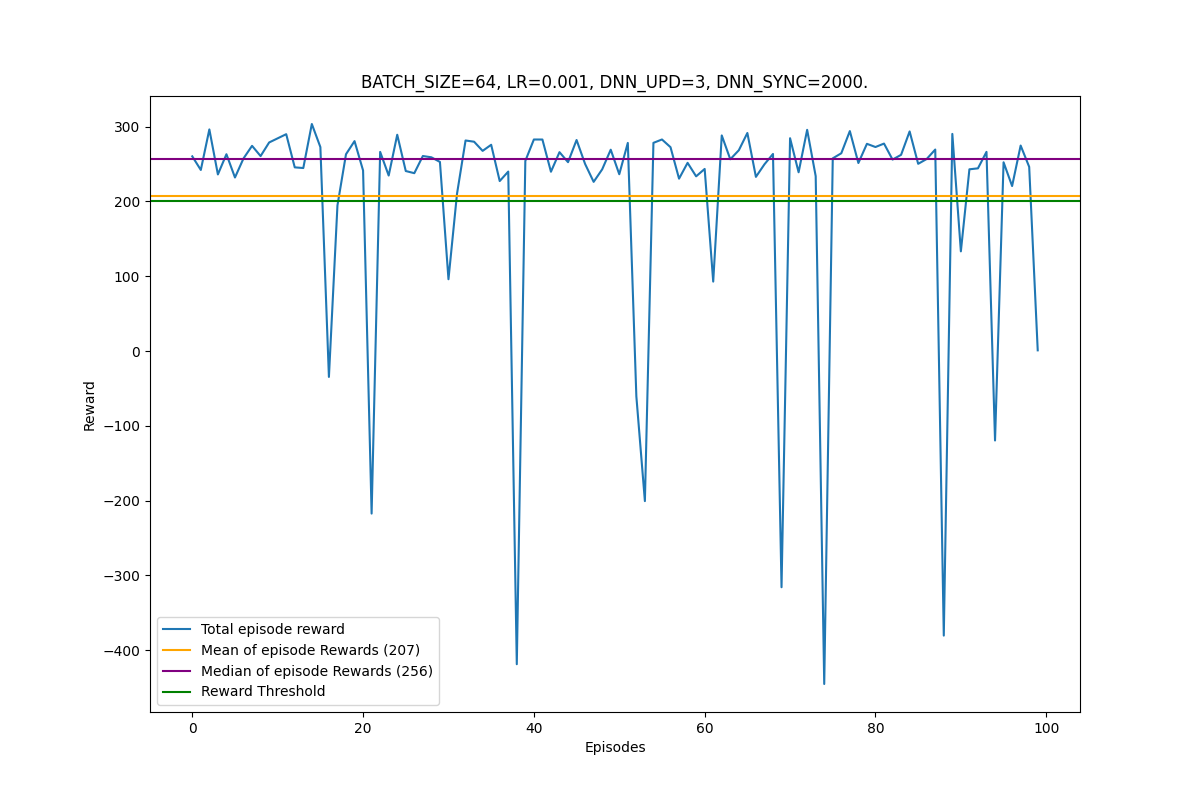 BATCH_SIZE=64, LR=0.001, DNN_UPD=3, DNN_SYNC=2000.
300
200
100
0
−100
−200
−300
−400
Reward
Total episode reward
Mean of episode Rewards (207)
Median of episode Rewards (256)
Reward Threshold
0 20 40 60 80 100
Episodes